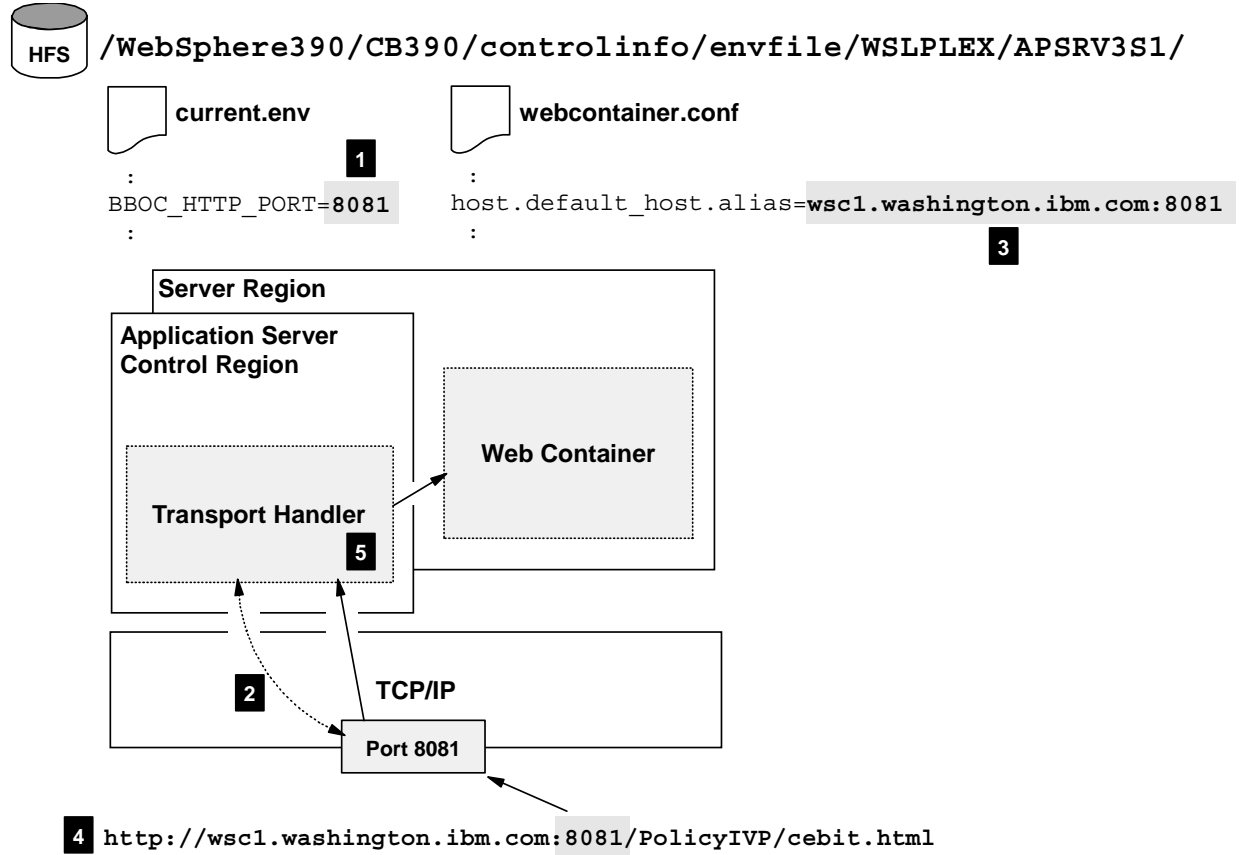 HFS /WebSphere390/CB390/controlinfo/envfile/WSLPLEX/APSRV3S1/
current.env
webcontainer.conf
1
:
BBOC_HTTP_PORT=8081
:
:
host.default_host.alias=wsc1.washington.ibm.com:8081
:
3
Server Region
Application Server
Control Region
Web Container
Transport Handler
5
2
TCP/IP
Port 8081
4 http://wsc1.washington.ibm.com:8081/PolicyIVP/cebit.html